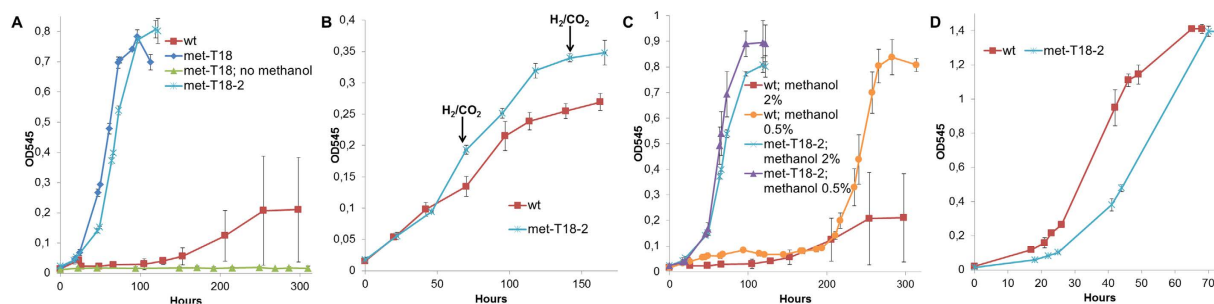 A
OD545
0,8
0,7
0,6
0,5
0,4
0,3
0,2
0,1
0,0
0
100
200
300
Hours
wt
met-T18
met-T18; no methanol
met-T18-2
B
OD545
0,4
0,35
0,3
0,25
0,2
0,15
0,1
0,05
0,0
0
50
100
150
Hours
H2/CO2
H2/CO2
wt
met-T18-2
C
OD545
1
0,9
0,8
0,7
0,6
0,5
0,4
0,3
0,2
0,1
0,0
0
100
200
300
Hours
wt; methanol
2%
wt; methanol
0.5%
met-T18-2;
methanol 2%
met-T18-2;
methanol 0.5%
D
OD545
1,4
1,2
1,0
0,8
0,6
0,4
0,2
0,0
0
20
40
60
70
Hours
wt
met-T18-2